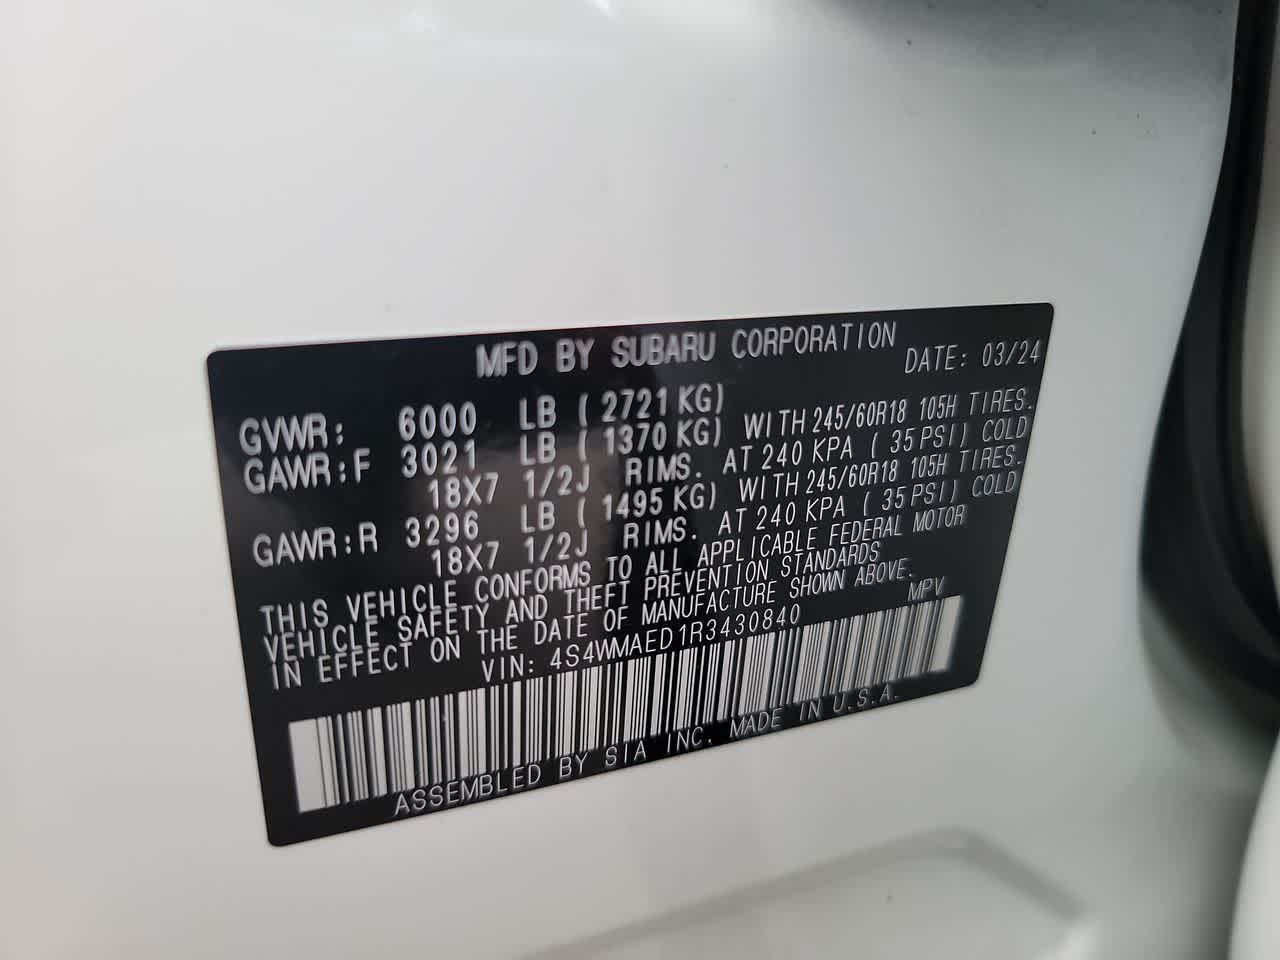 MFD BY SUBARU CORPORATION
DATE: 03/24
GVWR: 6000 LB ( 2721 KG)
GAWR:F 3021 LB ( 1370 KG) WITH 245/60R18 105H TIRES.
18X7 1/2J RIMS. AT 240 KPA ( 35 PSI) COLD
GAWR:R 3296 LB ( 1495 KG) WITH 245/60R18 105H TIRES.
18X7 1/2J RIMS. AT 240 KPA ( 35 PSI) COLD
THIS VEHICLE CONFORMS TO ALL APPLICABLE FEDERAL MOTOR
VEHICLE SAFETY AND THEFT PREVENTION STANDARDS
IN EFFECT ON THE DATE OF MANUFACTURE SHOWN ABOVE.
VIN: 4S4WMAED1R3430840 MPV
ASSEMBLED BY SIA INC. MADE IN U.S.A.